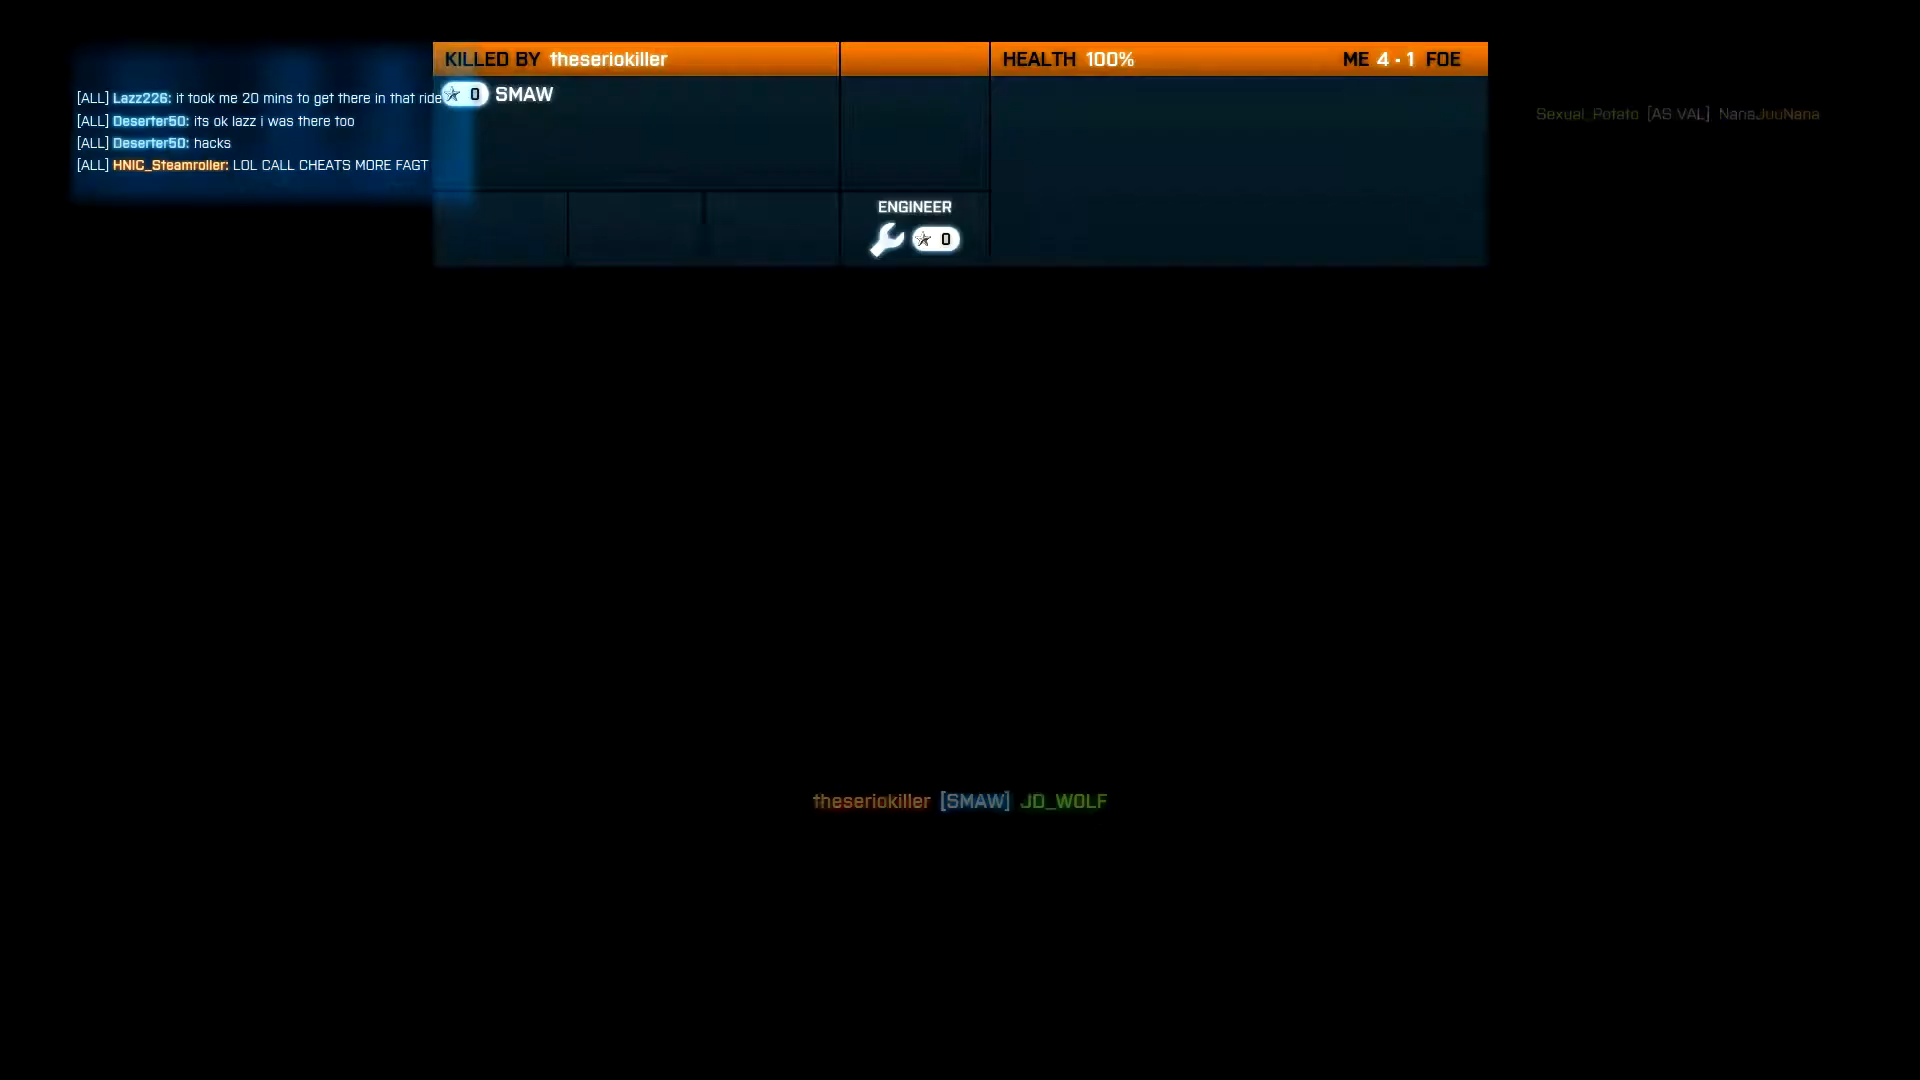 KILLED BY theseriokiller
HEALTH 100%
ME 4 - 1 FOE
[ALL] Lazz226: it took me 20 mins to get there in that ride
[ALL] Deserter50: its ok lazz i was there too
[ALL] Deserter50: hacks
[ALL] HNIC_Steamroller: LOL CALL CHEATS MORE FAGT
0 SMAW
Sexual_Potato [AS VAL] NanaJuuNana
ENGINEER
0
theseriokiller [SMAW] JD_WOLF